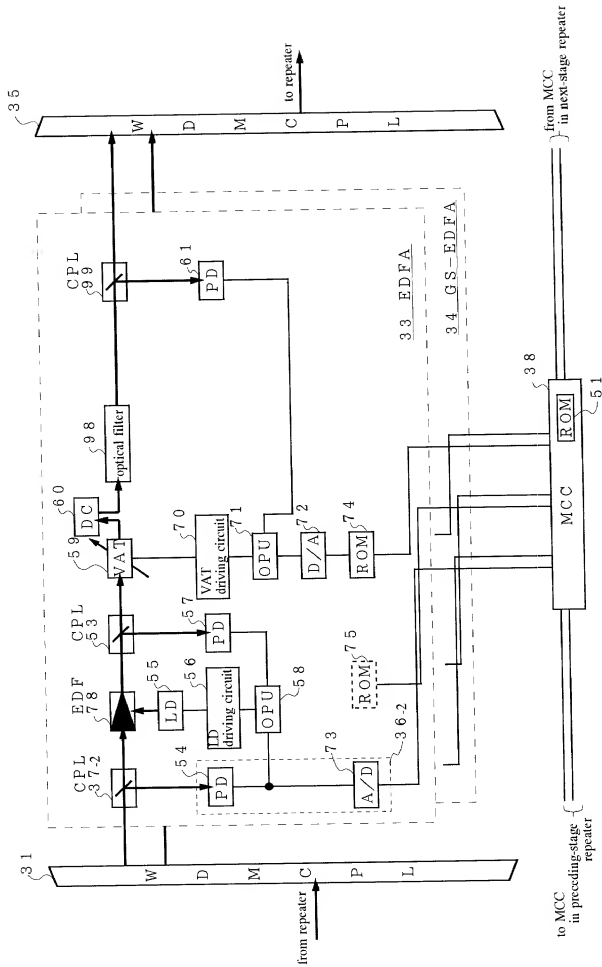 35
W D M C P L
to repeater
CPL
99
61
PD
33 EDFA
34 GS-EDFA
98
optical filter
60
DC
59
VAT
70
VAT
driving circuit
71
OPU
72
D/A
74
ROM
CPL
53
57
PD
EDF
78
55
LD
56
LD
driving circuit
58
OPU
75
ROM
CPL
37-2
54
PD
73
A/D
36-2
31
W D M C P L
from repeater
from MCC
in next-stage repeater
38
MCC
ROM
51
to MCC
in preceding-stage
repeater